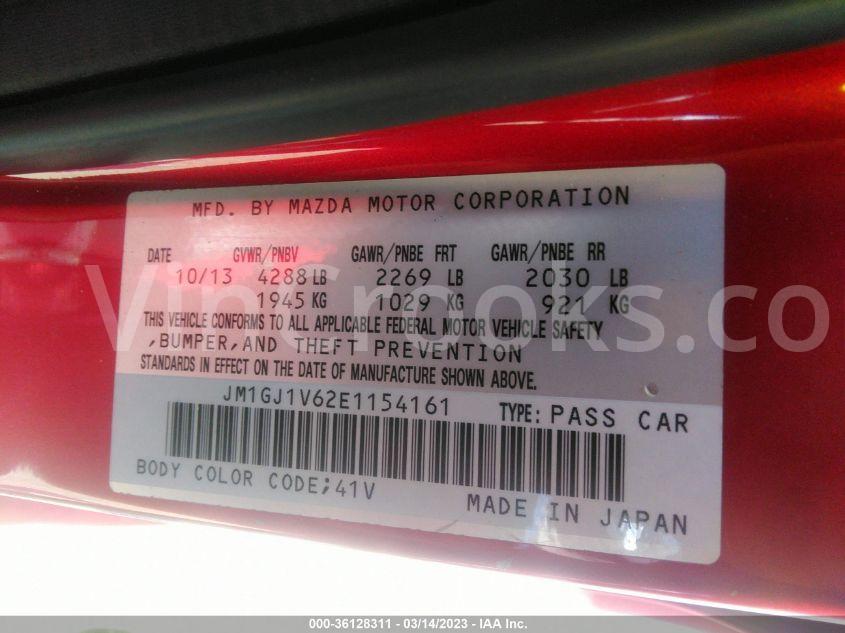 MFD. BY MAZDA MOTOR CORPORATION
DATE GVWR/PNBV GAWR/PNBE FRT GAWR/PNBE RR
10/13 4288 LB 2269 LB 2030 LB
1945 KG 1029 KG 921 KG
THIS VEHICLE CONFORMS TO ALL APPLICABLE FEDERAL MOTOR VEHICLE SAFETY
,BUMPER,AND THEFT PREVENTION
STANDARDS IN EFFECT ON THE DATE OF MANUFACTURE SHOWN ABOVE.
JM1GJ1V62E1154161 TYPE: PASS CAR
BODY COLOR CODE;41V
MADE IN JAPAN
VinCrooks.co
000-36128311 - 03/14/2023 - IAA Inc.